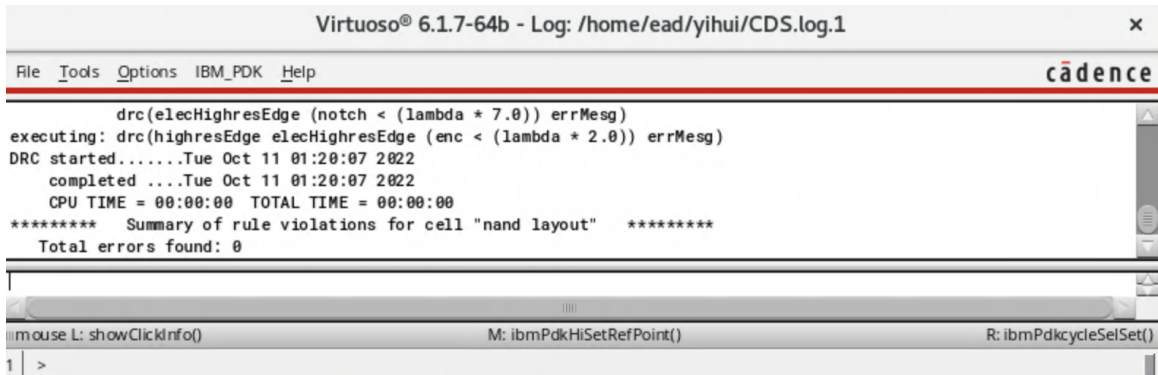 Virtuoso® 6.1.7-64b - Log: /home/ead/yihui/CDS.log.1 ×
File Tools Options IBM_PDK Help cādence
drc(elecHighresEdge (notch < (lambda * 7.0)) errMesg)
executing: drc(highresEdge elecHighresEdge (enc < (lambda * 2.0)) errMesg)
DRC started.......Tue Oct 11 01:20:07 2022
completed ....Tue Oct 11 01:20:07 2022
CPU TIME = 00:00:00 TOTAL TIME = 00:00:00
********* Summary of rule violations for cell "nand layout" *********
Total errors found: 0
mouse L: showClickInfo() M: ibmPdkHiSetRefPoint() R: ibmPdkcycleSelSet()
1 >